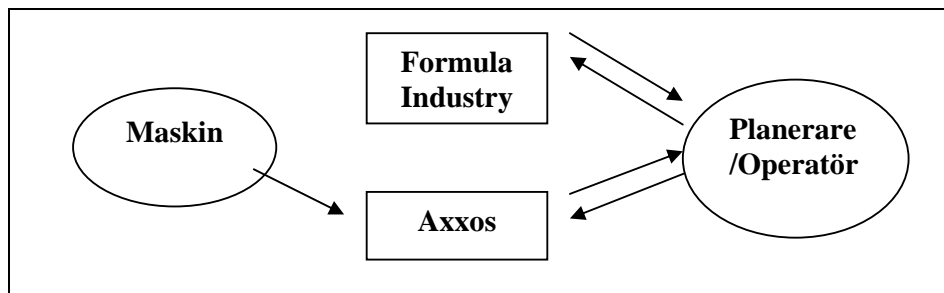 Formula
Industry
Maskin
Planerare
/Operatör
Axxos